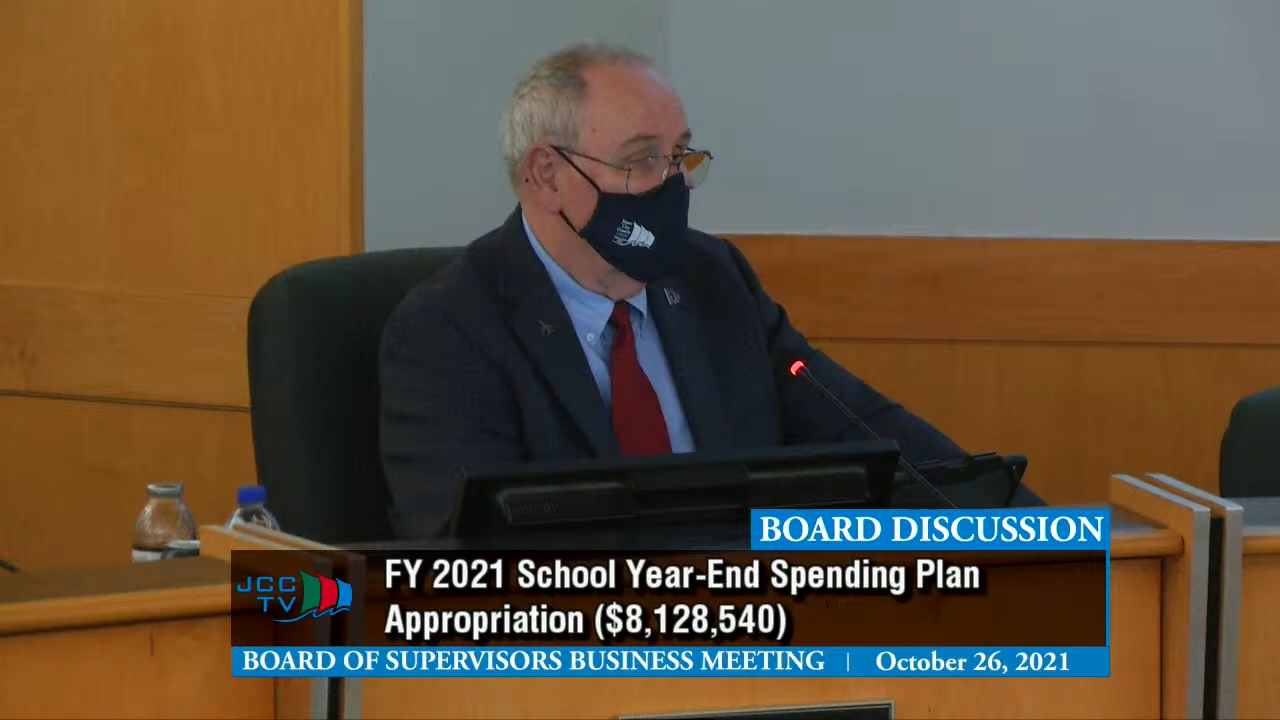 BOARD DISCUSSION
JCC
TV
FY 2021 School Year-End Spending Plan
Appropriation ($8,128,540)
BOARD OF SUPERVISORS BUSINESS MEETING | October 26, 2021